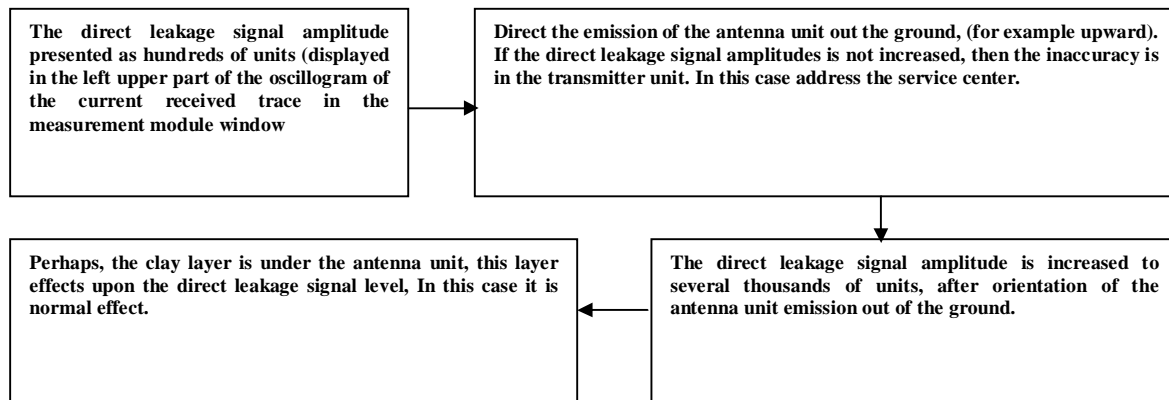 The direct leakage signal amplitude
presented as hundreds of units (displayed
in the left upper part of the oscillogram of
the current received trace in the
measurement module window
Direct the emission of the antenna unit out the ground, (for example upward).
If the direct leakage signal amplitudes is not increased, then the inaccuracy is
in the transmitter unit. In this case address the service center.
The direct leakage signal amplitude is increased to
several thousands of units, after orientation of the
antenna unit emission out of the ground.
Perhaps, the clay layer is under the antenna unit, this layer
effects upon the direct leakage signal level, In this case it is
normal effect.